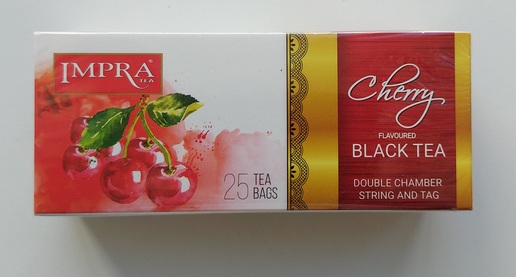 IMPRA®
TEA
25 TEA
BAGS
Cherry
FLAVOURED
BLACK TEA
DOUBLE CHAMBER
STRING AND TAG